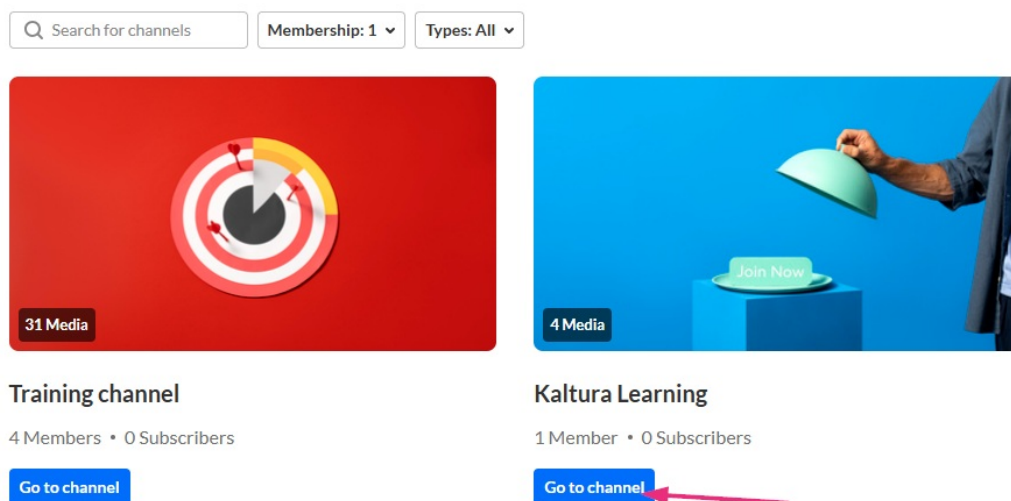 Search for channels
Membership: 1
Types: All
31 Media
Join Now
4 Media
Training channel
Kaltura Learning
4 Members • 0 Subscribers
1 Member • 0 Subscribers
Go to channel
Go to channel